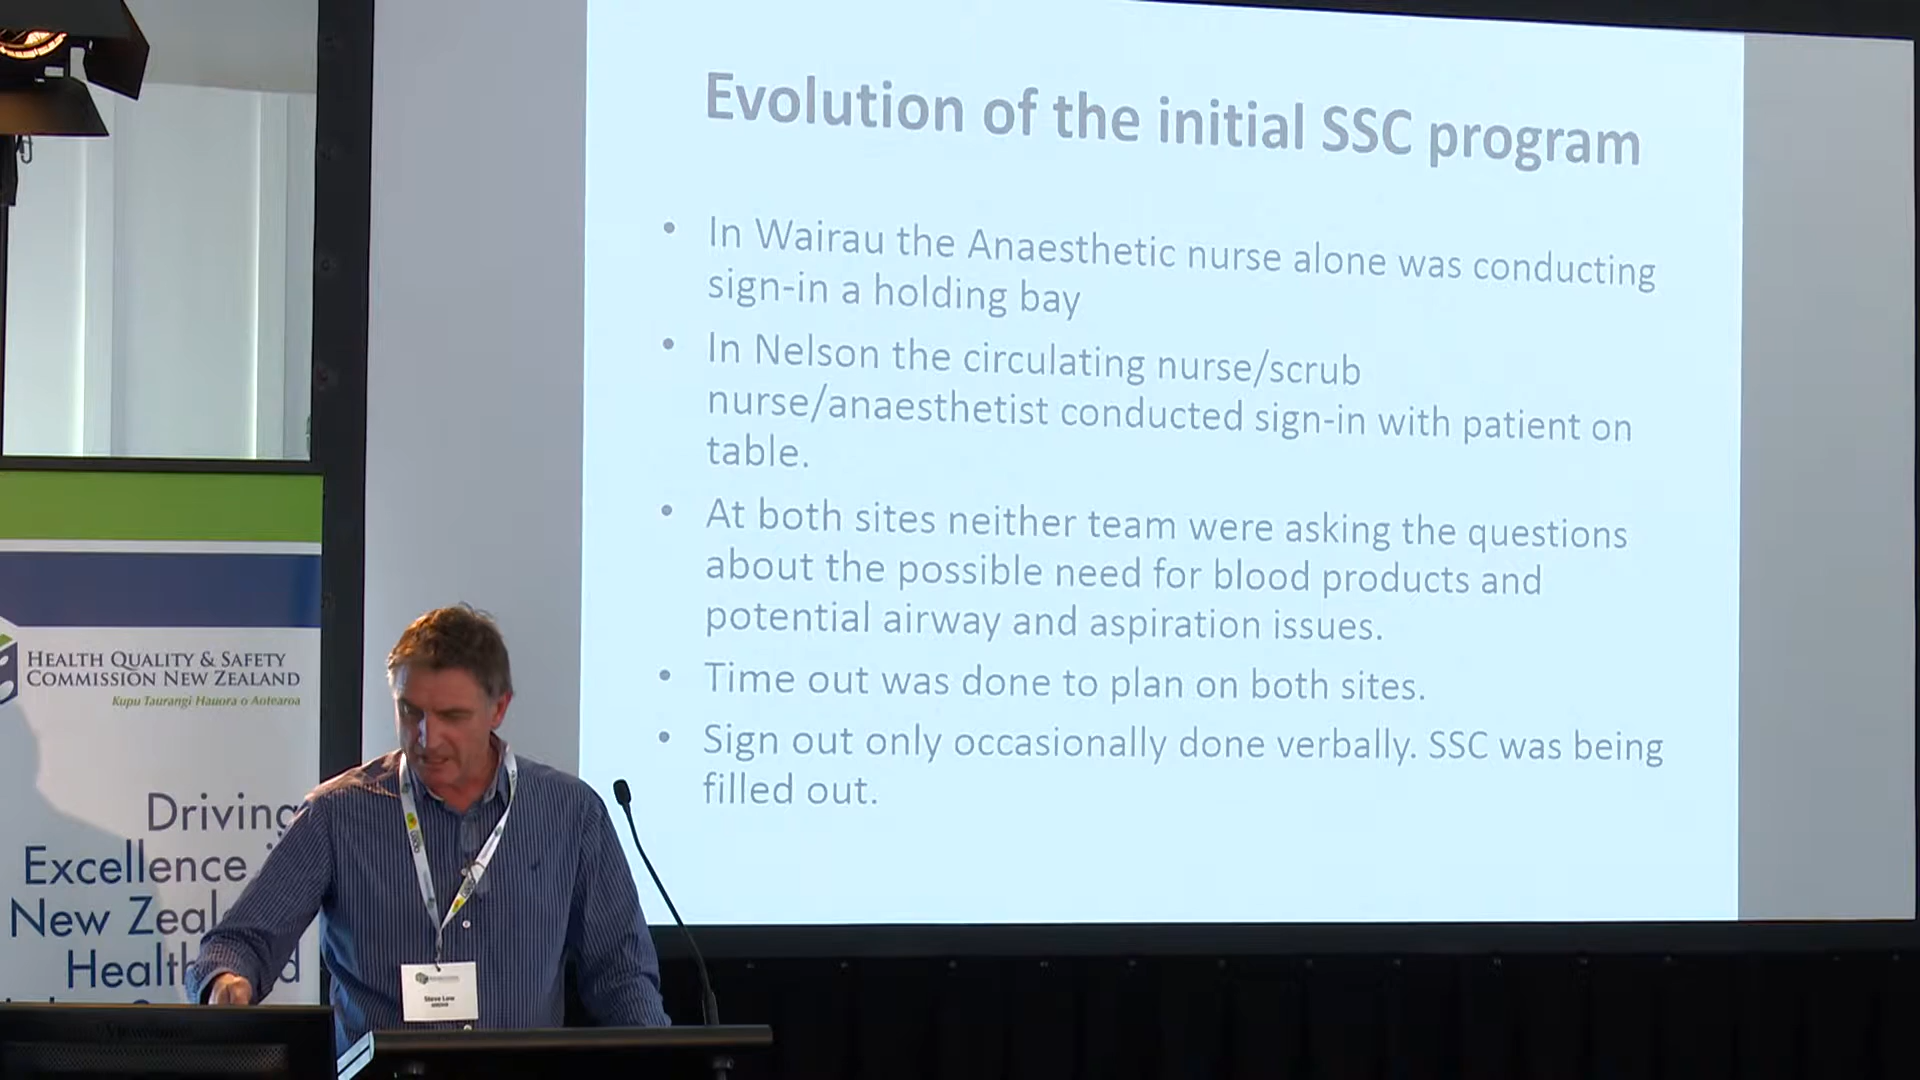 Evolution of the initial SSC program
• In Wairau the Anaesthetic nurse alone was conducting
sign-in a holding bay
• In Nelson the circulating nurse/scrub
nurse/anaesthetist conducted sign-in with patient on
table.
• At both sites neither team were asking the questions
about the possible need for blood products and
potential airway and aspiration issues.
• Time out was done to plan on both sites.
• Sign out only occasionally done verbally. SSC was being
filled out.
HEALTH QUALITY & SAFETY
COMMISSION NEW ZEALAND
Kupu Taurangi Hauora o Aotearoa
Driving
Excellence
New Zeal
Health
Steve Low